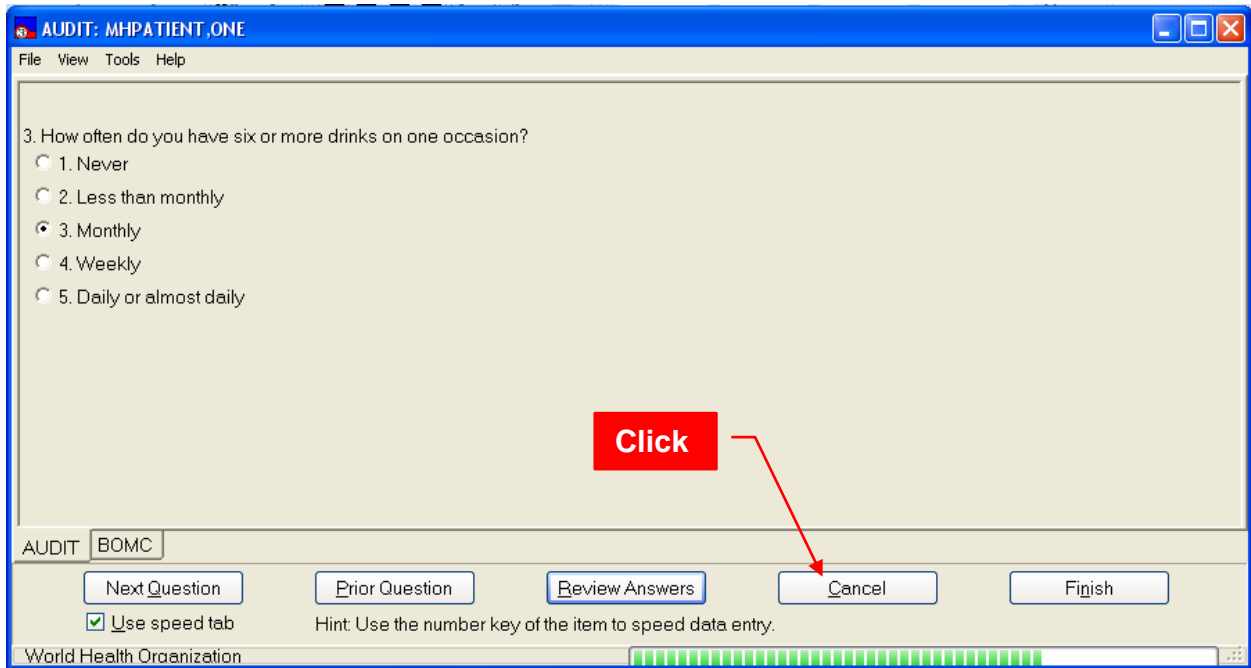 AUDIT: MHPATIENT,ONE
File View Tools Help
3. How often do you have six or more drinks on one occasion?
1. Never
2. Less than monthly
3. Monthly
4. Weekly
5. Daily or almost daily
Click
AUDIT BOMC
Next Question Prior Question Review Answers Cancel Finish
Use speed tab Hint: Use the number key of the item to speed data entry.
World Health Organization